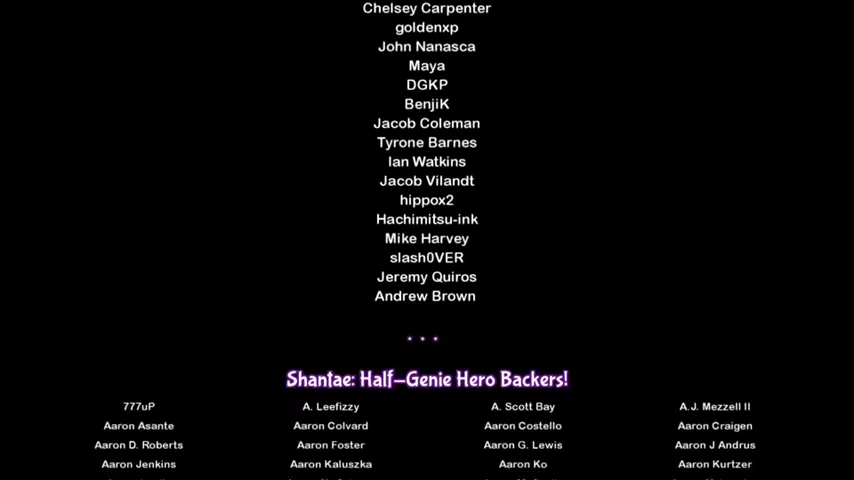 Chelsey Carpenter
goldenxp
John Nanasca
Maya
DGKP
BenjiK
Jacob Coleman
Tyrone Barnes
Ian Watkins
Jacob Vilandt
hippox2
Hachimitsu-ink
Mike Harvey
slash0VER
Jeremy Quiros
Andrew Brown
• • •
Shantae: Half-Genie Hero Backers!
777uP A. Leefizzy A. Scott Bay A.J. Mezzell II
Aaron Asante Aaron Colvard Aaron Costello Aaron Craigen
Aaron D. Roberts Aaron Foster Aaron G. Lewis Aaron J Andrus
Aaron Jenkins Aaron Kaluszka Aaron Ko Aaron Kurtzer